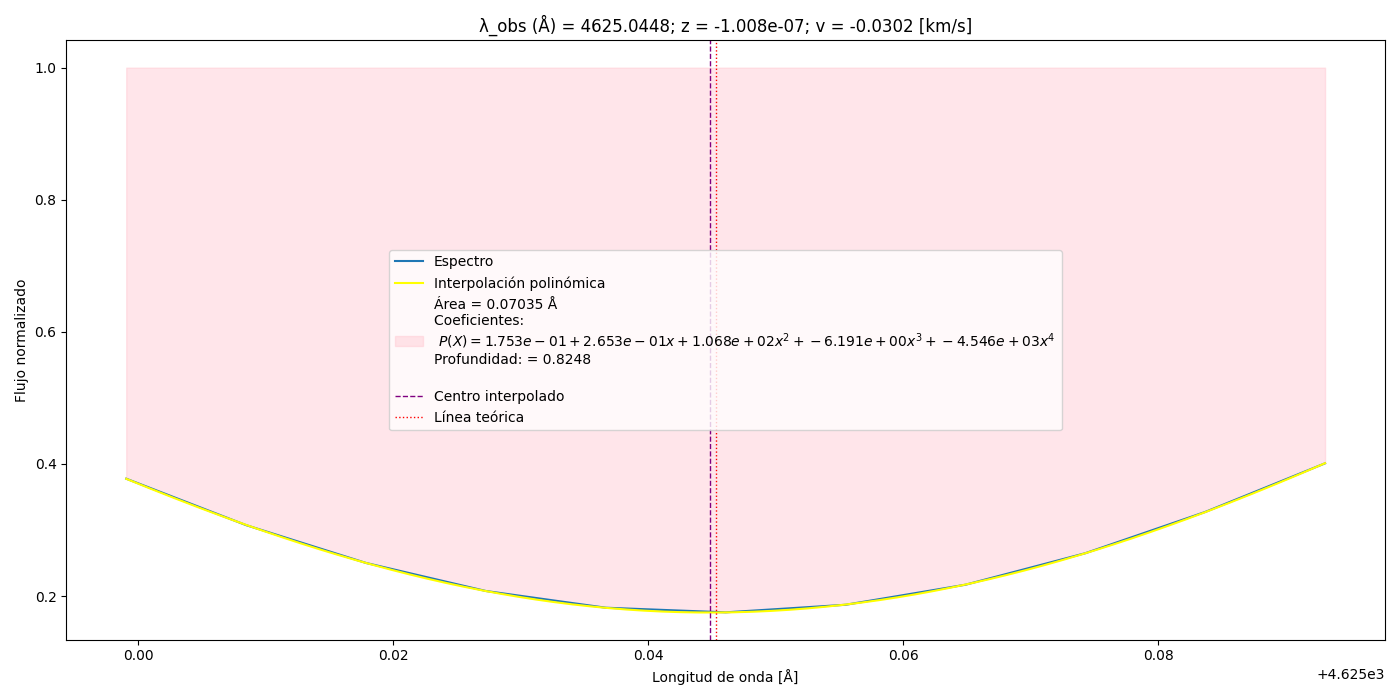 λ_obs (Å) = 4625.0448; z = -1.008e-07; v = -0.0302 [km/s]
1.0
0.8
0.6
0.4
0.2
Flujo normalizado
Espectro
Interpolación polinómica
Área = 0.07035 Å
Coeficientes:
P(X) = 1.753e − 01 + 2.653e − 01x + 1.068e + 02x² + −6.191e + 00x³ + −4.546e + 03x⁴
Profundidad: = 0.8248
Centro interpolado
Línea teórica
0.00 0.02 0.04 0.06 0.08
+4.625e3
Longitud de onda [Å]